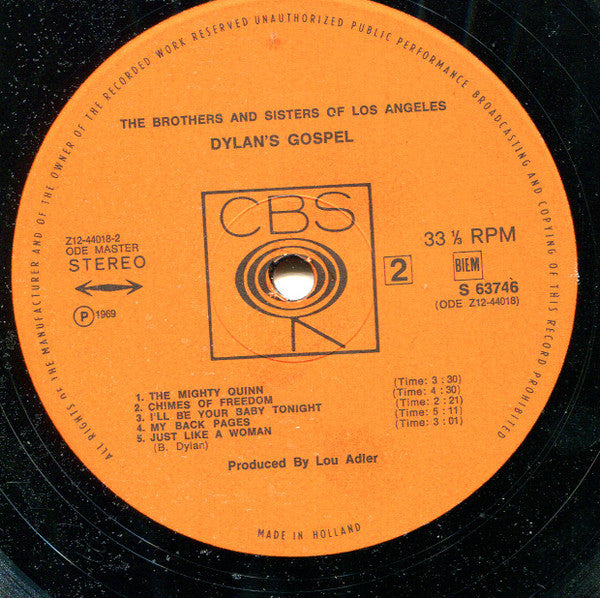 ALL RIGHTS OF THE MANUFACTURER AND OF THE OWNER OF THE RECORDED WORK RESERVED UNAUTHORIZED PUBLIC PERFORMANCE BROADCASTING AND COPYING OF THIS RECORD PROHIBITED
THE BROTHERS AND SISTERS OF LOS ANGELES
DYLAN'S GOSPEL
CBS
Z12-44018-2
ODE MASTER
STEREO
℗ 1969
2
33 ⅓ RPM
BIEM
S 63746
(ODE Z12-44018)
1. THE MIGHTY QUINN (Time: 3 : 30)
2. CHIMES OF FREEDOM (Time: 4 : 30)
3. I'LL BE YOUR BABY TONIGHT (Time: 2 : 21)
4. MY BACK PAGES (Time: 5 : 11)
5. JUST LIKE A WOMAN (Time: 3 : 01)
(B. Dylan)
Produced By Lou Adler
MADE IN HOLLAND